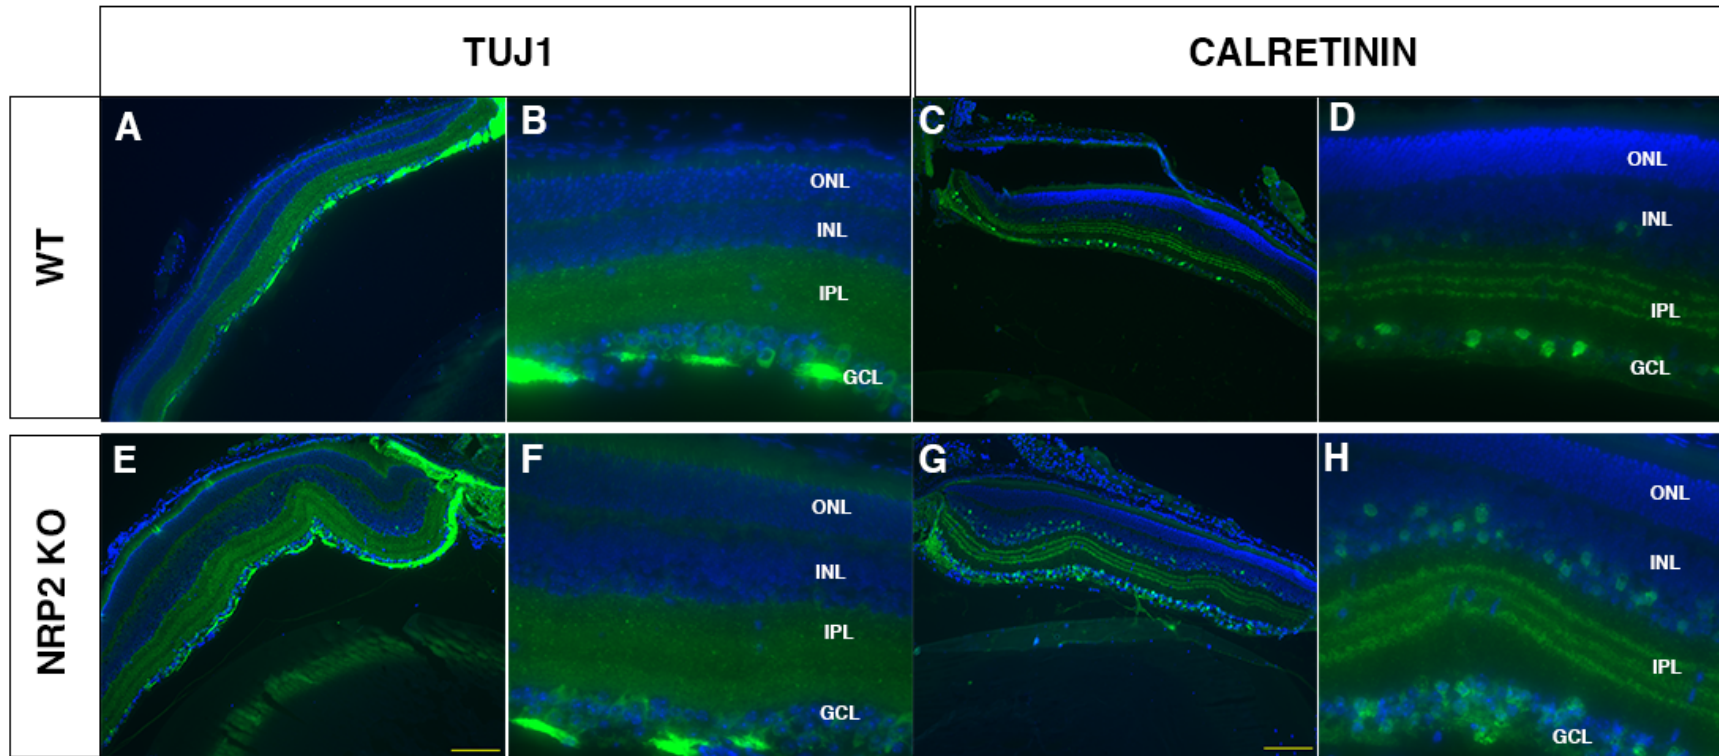 TUJ1
CALRETININ
WT
A
B
ONL
INL
IPL
GCL
C
D
ONL
INL
IPL
GCL
NRP2 KO
E
F
ONL
INL
IPL
GCL
G
H
ONL
INL
IPL
GCL